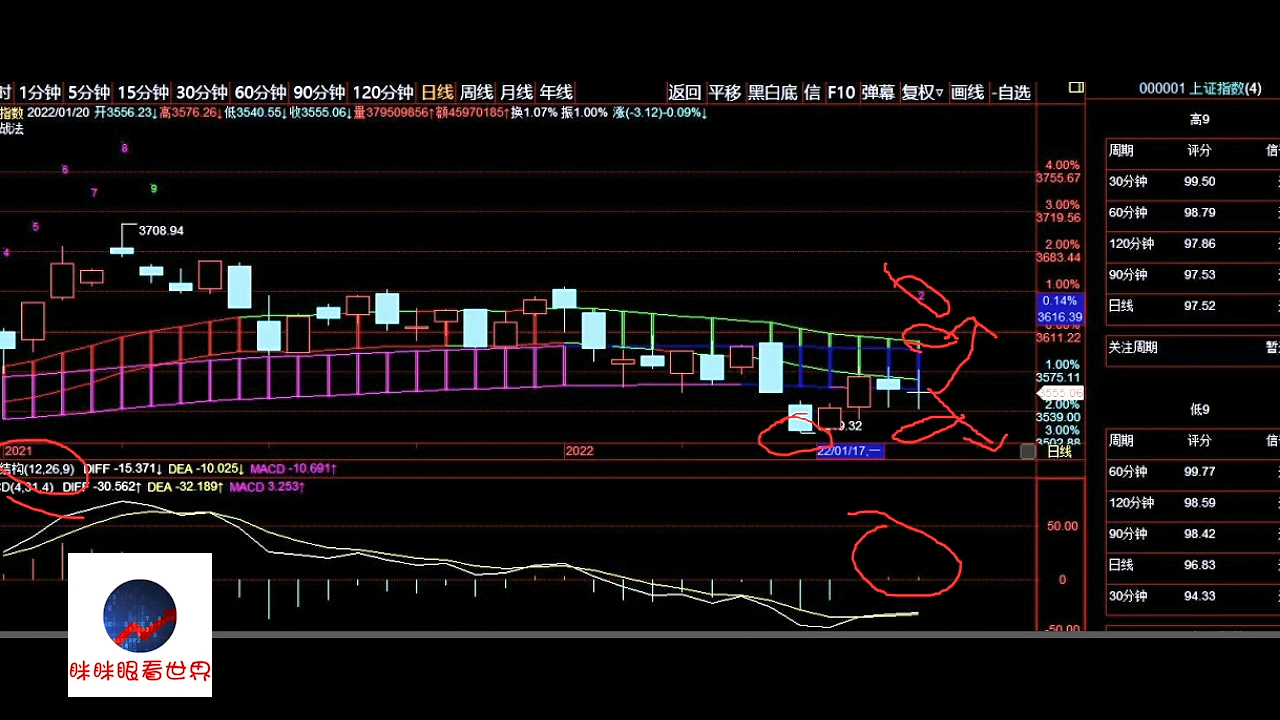 时 1分钟 5分钟 15分钟 30分钟 60分钟 90分钟 120分钟 日线 周线 月线 年线 返回 平移 黑白底 信 F10 弹幕 复权▿ 画线 -自选
000001 上证指数(4)
指数 2022/01/20 开3556.23↓ 高3576.26↓ 低3540.55↓ 收3555.06↓ 量379509856↑ 额45970185↑ 换1.07% 振1.00% 涨(-3.12)-0.09%↓
战法
高9
周期 评分
30分钟 99.50
60分钟 98.79
120分钟 97.86
90分钟 97.53
日线 97.52
关注周期
低9
周期 评分
60分钟 99.77
120分钟 98.59
90分钟 98.42
日线 96.83
30分钟 94.33
4
5
6
7
8
9
2
3708.94
4.00%
3755.67
3.00%
3719.56
2.00%
3683.44
1.00%
0.14%
3616.39
3611.22
1.00%
3575.11
3555.06
2.00%
3539.00
3.00%
3502.88
2021
2022
22/01/17,一
日线
结构(12,26,9) DIFF -15.371↓ DEA -10.025↓ MACD -10.691↑
CD(4,31,4) DIFF -30.562↑ DEA -32.189↑ MACD 3.253↑
50.00
0
-50.00
眯眯眼看世界